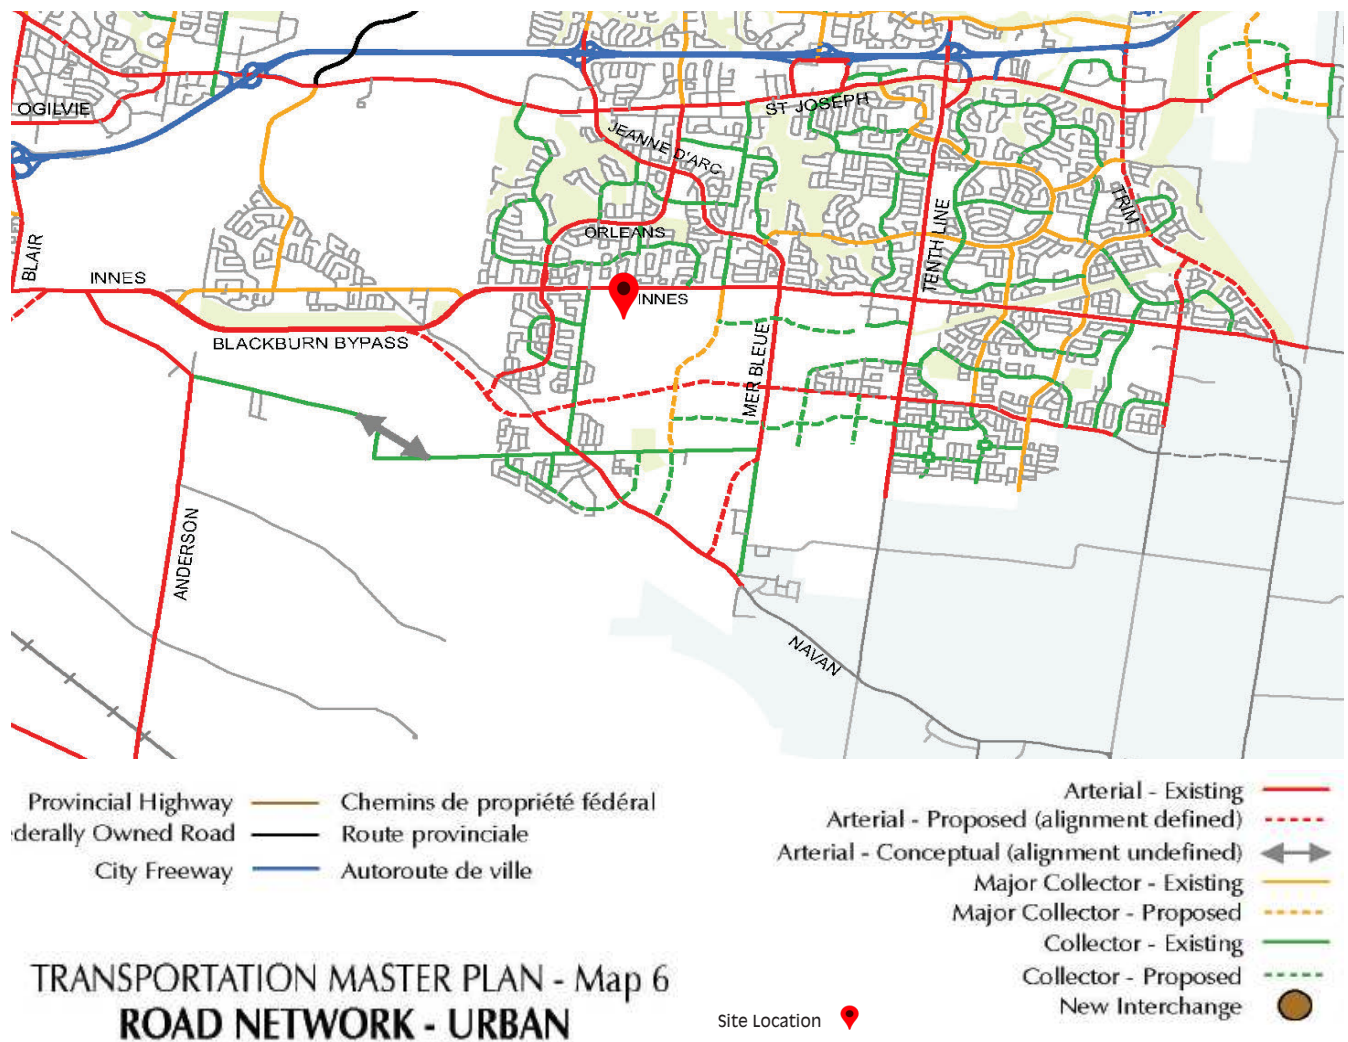 OGILVIE
ST JOSEPH
JEANNE D'ARC
TRIM
ORLEANS
BLAIR
TENTH LINE
INNES
INNES
BLACKBURN BYPASS
MER BLEUE
ANDERSON
NAVAN
Provincial Highway Chemins de propriété fédéral
ederally Owned Road Route provinciale
City Freeway Autoroute de ville
Arterial - Existing
Arterial - Proposed (alignment defined)
Arterial - Conceptual (alignment undefined)
Major Collector - Existing
Major Collector - Proposed
Collector - Existing
Collector - Proposed
New Interchange
TRANSPORTATION MASTER PLAN - Map 6
ROAD NETWORK - URBAN
Site Location